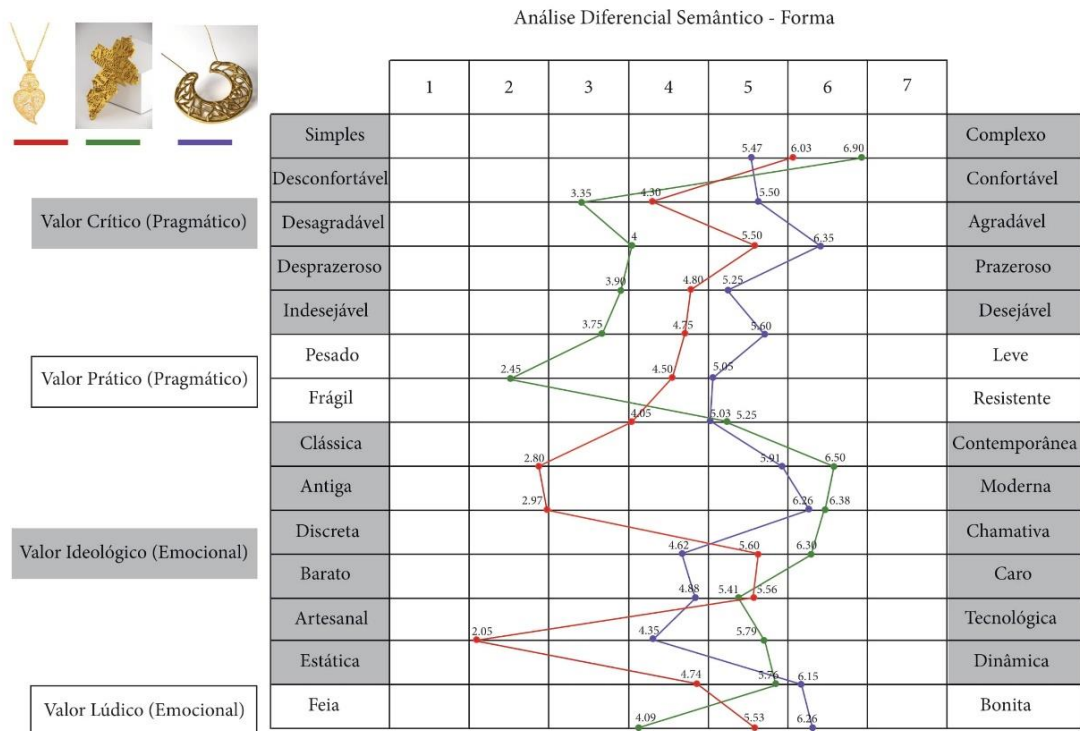 Análise Diferencial Semântico - Forma
1 2 3 4 5 6 7
Simples Complexo
5.47 6.03 6.90
Desconfortável Confortável
3.35 4.30 5.50
Valor Crítico (Pragmático)
Desagradável Agradável
4 5.50 6.35
Desprazeroso Prazeroso
3.90 4.80 5.25
Indesejável Desejável
3.75 4.75 5.60
Pesado Leve
Valor Prático (Pragmático)
2.45 4.50 5.05
Frágil Resistente
4.05 5.03 5.25
Clássica Contemporânea
2.80 5.91 6.50
Antiga Moderna
2.97 6.26 6.38
Discreta Chamativa
Valor Ideológico (Emocional)
4.62 5.60 6.30
Barato Caro
4.88 5.41 5.56
Artesanal Tecnológica
2.05 4.35 5.79
Estática Dinâmica
4.74 5.76 6.15
Feia Bonita
Valor Lúdico (Emocional)
4.09 5.53 6.26